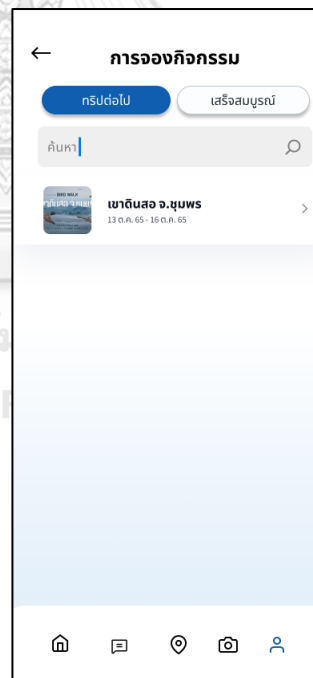 การจองกิจกรรม
ทริปต่อไป
เสร็จสมบูรณ์
ค้นหา
BIRD WALK
เขาดินสอ จ.ชุมพร
13 ต.ค. 65 - 16 ต.ค. 65